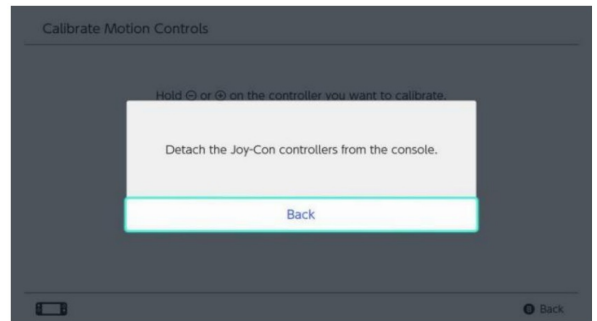 Calibrate Motion Controls
Hold ⊖ or ⊕ on the controller you want to calibrate.
Detach the Joy-Con controllers from the console.
Back
Back